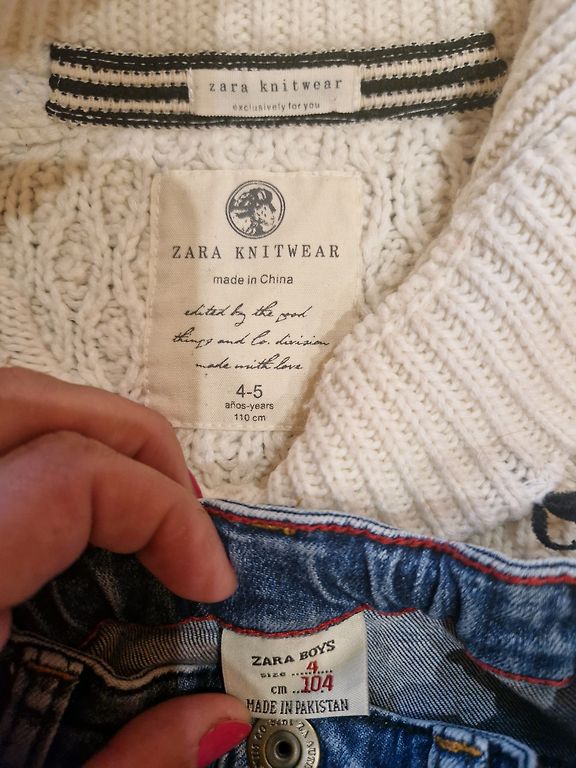 zara knitwear
exclusively for you
ZARA KNITWEAR
made in China
edited by the good
things and Co. division
made with love
4-5
años-years
110 cm
ZARA BOYS
SIZE 4
cm 104
MADE IN PAKISTAN